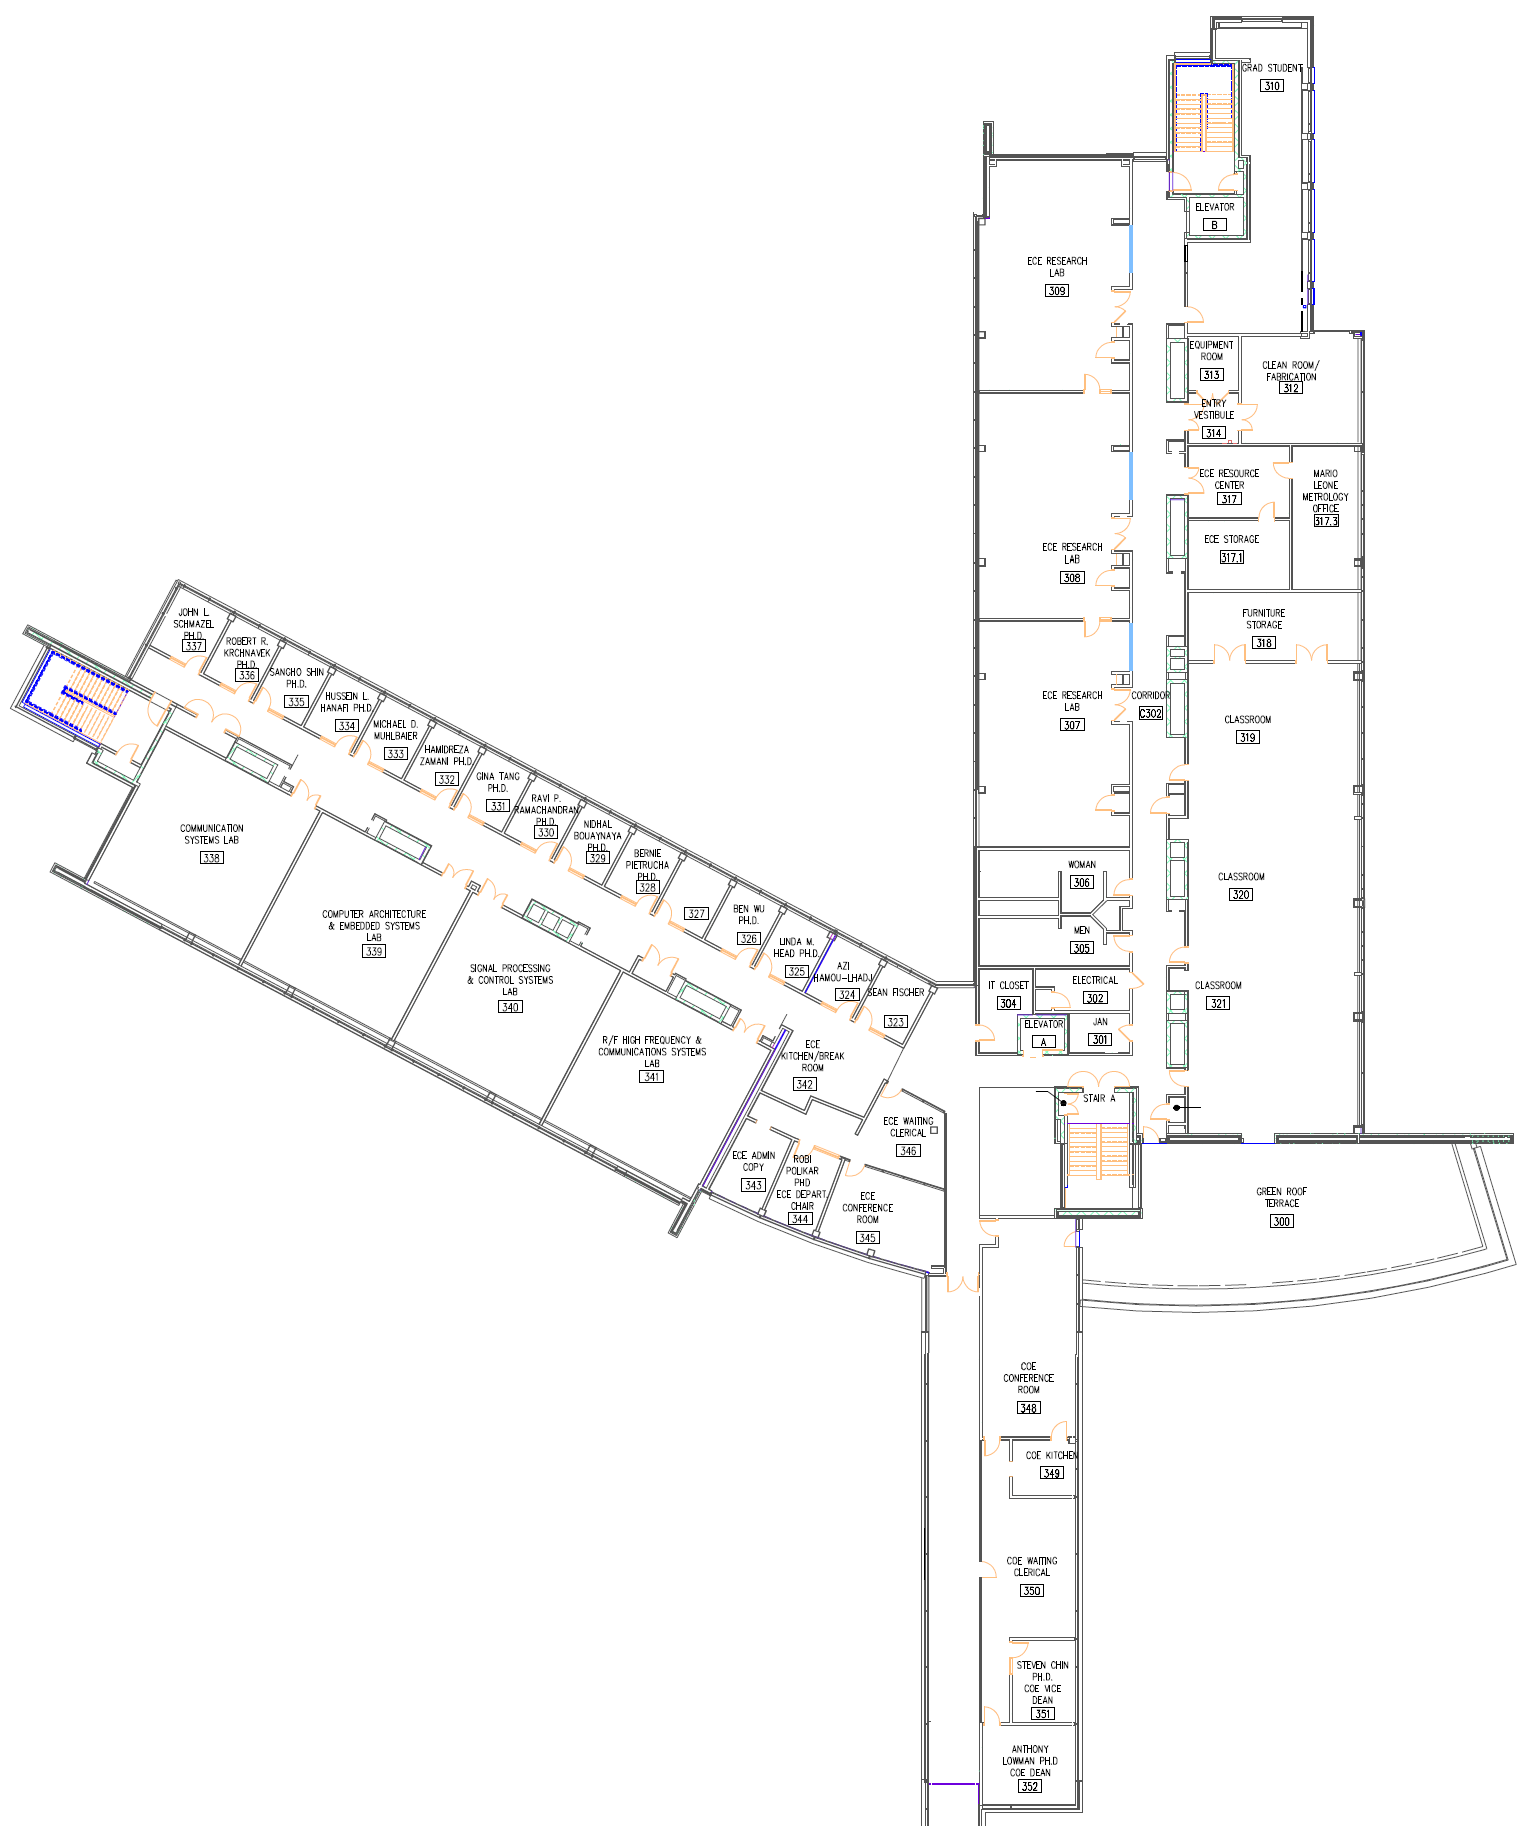 GRAD STUDENT
310
ELEVATOR
B
ECE RESEARCH
LAB
309
EQUIPMENT
ROOM
313
CLEAN ROOM/
FABRICATION
312
ENTRY
VESTIBULE
314
ECE RESOURCE
CENTER
317
MARIO
LEONE
METROLOGY
OFFICE
317.3
ECE STORAGE
317.1
ECE RESEARCH
LAB
308
FURNITURE
STORAGE
318
ECE RESEARCH
LAB
307
CORRIDOR
C302
CLASSROOM
319
CLASSROOM
320
CLASSROOM
321
WOMAN
306
MEN
305
IT CLOSET
304
ELECTRICAL
302
ELEVATOR
A
JAN
301
STAIR A
GREEN ROOF
TERRACE
300
JOHN L.
SCHMAZEL
PH.D.
337
ROBERT R.
KRCHNAVEK
PH.D.
336
SANGHO SHIN
PH.D.
335
HUSSEIN L.
HANAFI PH.D.
334
MICHAEL D.
MUHLBAIER
333
HAMIDREZA
ZAMANI PH.D.
332
GINA TANG
PH.D.
331
RAVI P.
RAMACHANDRAN
PH.D.
330
NIDHAL
BOUAYNAYA
PH.D.
329
BERNIE
PIETRUCHA
PH.D.
328
327
BEN WU
PH.D.
326
LINDA M.
HEAD PH.D.
325
AZI
HAMOU-LHADJ
324
SEAN FISCHER
323
COMMUNICATION
SYSTEMS LAB
338
COMPUTER ARCHITECTURE
& EMBEDDED SYSTEMS
LAB
339
SIGNAL PROCESSING
& CONTROL SYSTEMS
LAB
340
R/F HIGH FREQUENCY &
COMMUNICATIONS SYSTEMS
LAB
341
ECE
KITCHEN/BREAK
ROOM
342
ECE WAITING
CLERICAL
346
ECE ADMIN
COPY
343
ROBI
POLIKAR
PHD
ECE DEPART.
CHAIR
344
ECE
CONFERENCE
ROOM
345
COE
CONFERENCE
ROOM
348
COE KITCHEN
349
COE WAITING
CLERICAL
350
STEVEN CHIN
PH.D.
COE VICE
DEAN
351
ANTHONY
LOWMAN PH.D
COE DEAN
352